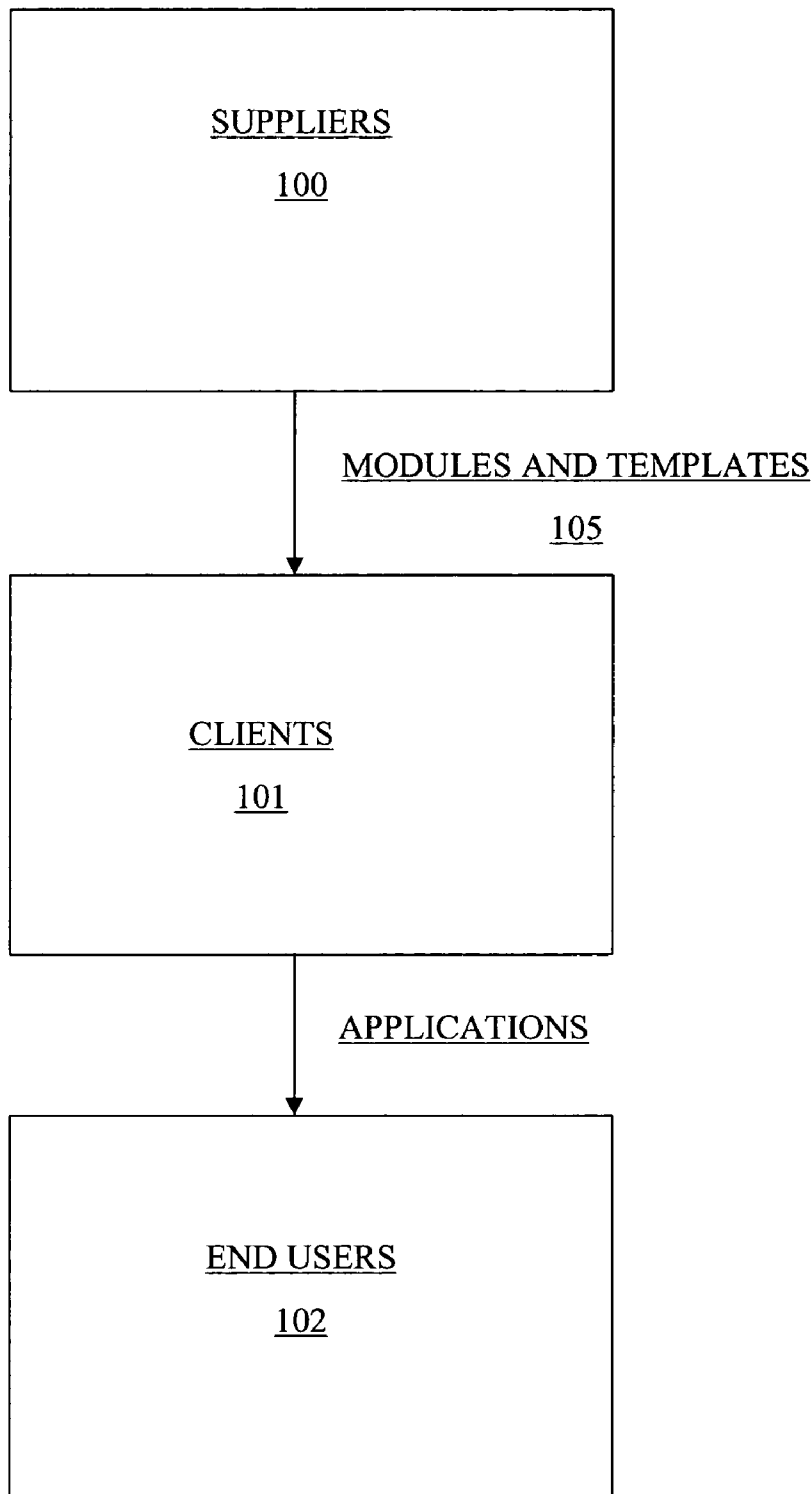 SUPPLIERS
100
MODULES AND TEMPLATES
105
CLIENTS
101
APPLICATIONS
END USERS
102